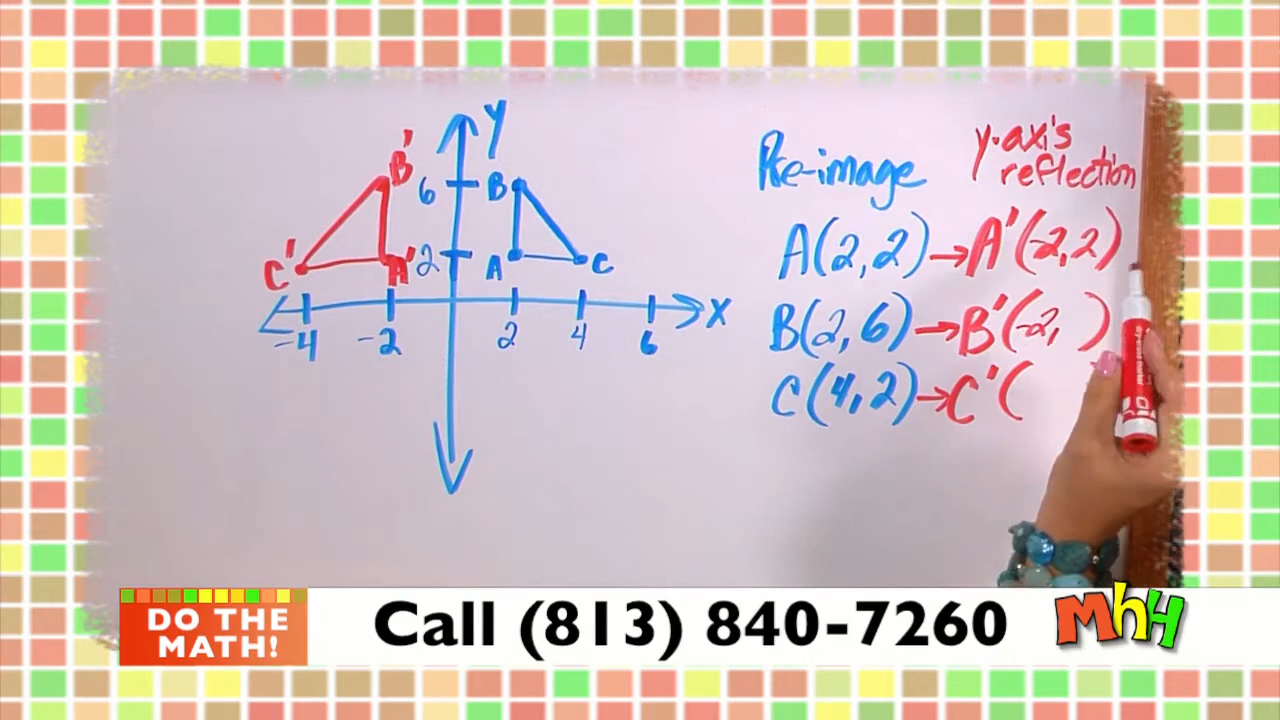 Y
B'
6
B
C'
A'
2
A
C
-4
-2
2
4
6
X
Pre-image
y-axis reflection
A(2,2)→A'(-2,2)
B(2,6)→B'(-2, )
C(4,2)→C'(
DO THE
MATH!
Call (813) 840-7260
Mh4